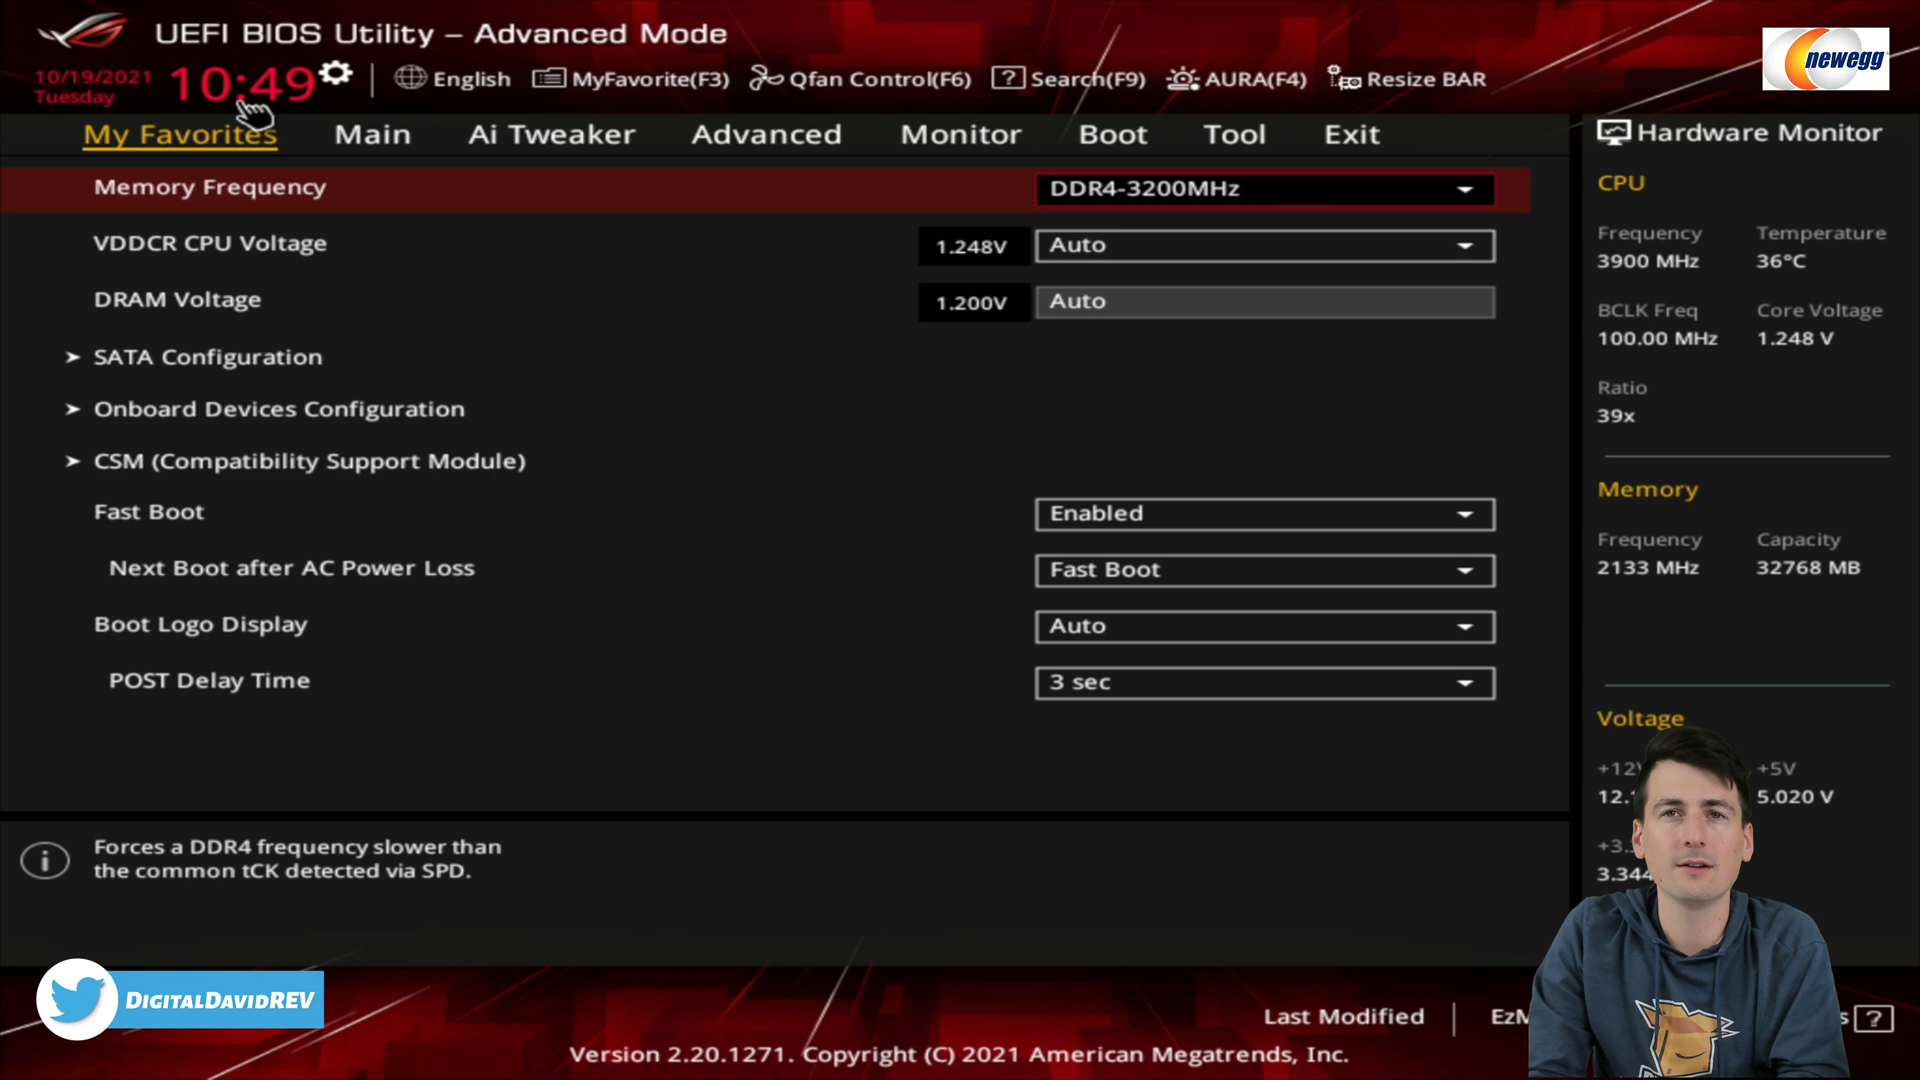 UEFI BIOS Utility – Advanced Mode
newegg
10/19/2021
Tuesday
10:49
English
MyFavorite(F3)
Qfan Control(F6)
? Search(F9)
AURA(F4)
Resize BAR
My Favorites
Main
Ai Tweaker
Advanced
Monitor
Boot
Tool
Exit
Hardware Monitor
Memory Frequency
DDR4-3200MHz
VDDCR CPU Voltage
1.248V
Auto
DRAM Voltage
1.200V
Auto
SATA Configuration
Onboard Devices Configuration
CSM (Compatibility Support Module)
Fast Boot
Enabled
Next Boot after AC Power Loss
Fast Boot
Boot Logo Display
Auto
POST Delay Time
3 sec
CPU
Frequency
Temperature
3900 MHz
36°C
BCLK Freq
Core Voltage
100.00 MHz
1.248 V
Ratio
39x
Memory
Frequency
Capacity
2133 MHz
32768 MB
Voltage
+5V
5.020 V
3.344
Forces a DDR4 frequency slower than
the common tCK detected via SPD.
DigitalDavidREV
Last Modified
?
Version 2.20.1271. Copyright (C) 2021 American Megatrends, Inc.